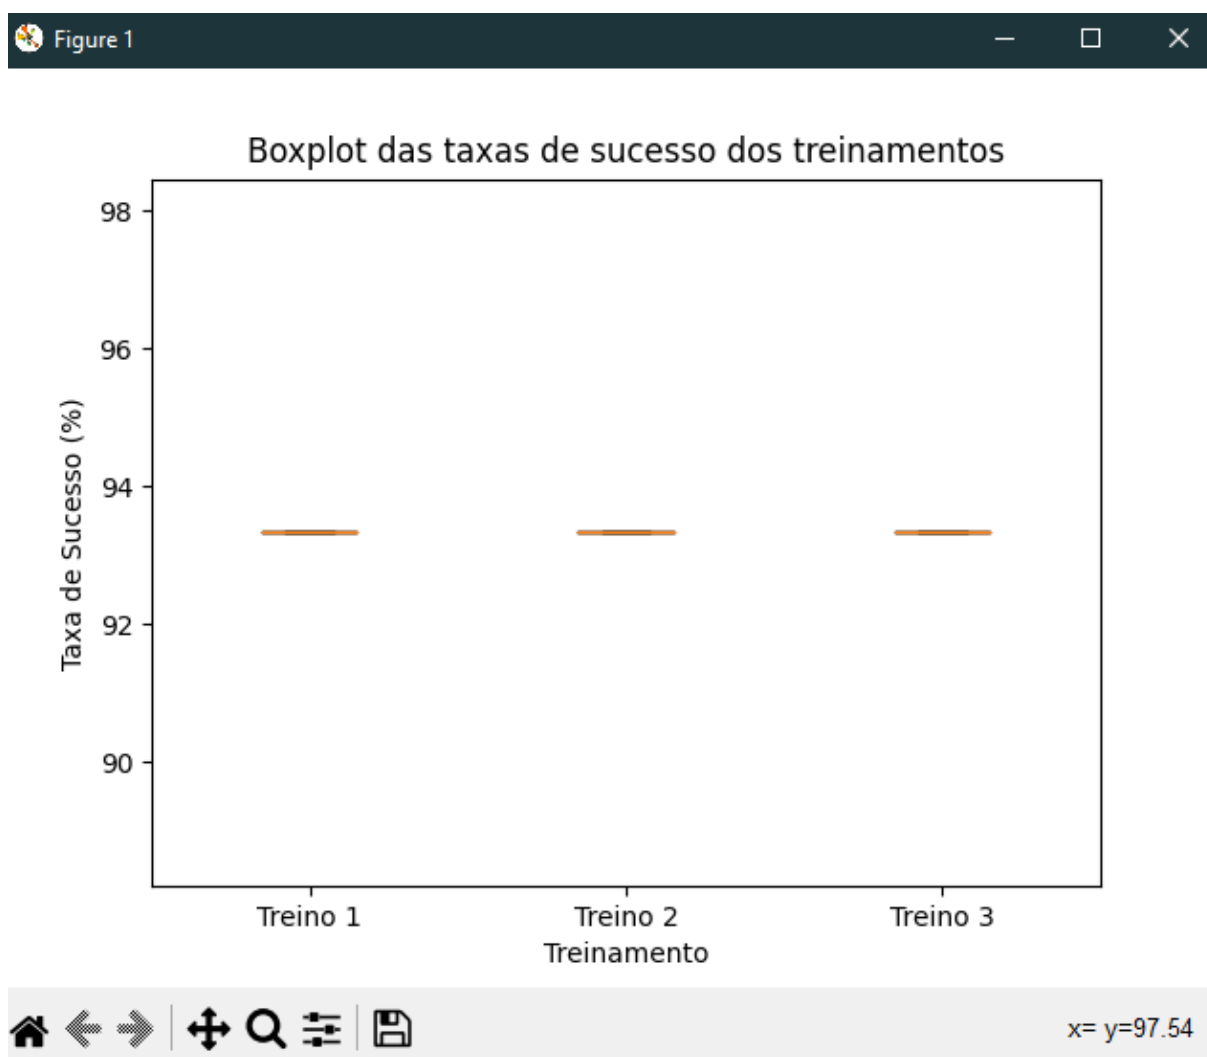 Figure 1
Boxplot das taxas de sucesso dos treinamentos
98
96
94
92
90
Taxa de Sucesso (%)
Treino 1 Treino 2 Treino 3
Treinamento
x= y=97.54